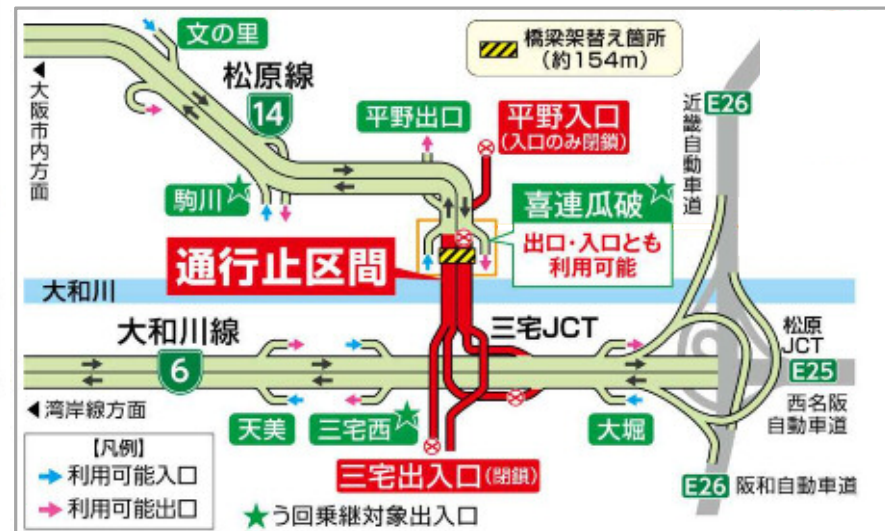 文の里
橋梁架替え箇所
(約154m)
大阪市内方面
松原線
14
平野出口
平野入口
(入口のみ閉鎖)
近畿自動車道
E26
駒川
喜連瓜破
出口・入口とも
利用可能
通行止区間
大和川
大和川線
6
三宅JCT
松原
JCT
E25
西名阪
自動車道
湾岸線方面
天美
三宅西
大堀
【凡例】
利用可能入口
利用可能出口
三宅出入口(閉鎖)
E26 阪和自動車道
★う回乗継対象出入口